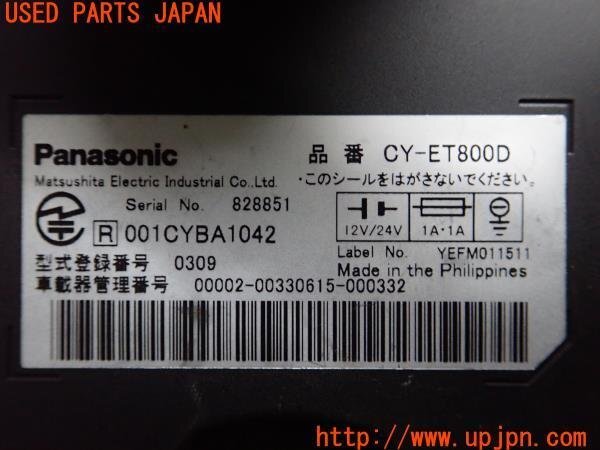 USED PARTS JAPAN
Panasonic 品番 CY-ET800D
Matsushita Electric Industrial Co.,Ltd. ・このシールをはがさないでください。
Serial No. 828851
R 001CYBA1042 12V/24V 1A・1A
Label No. YEFM011511
型式登録番号 0309 Made in the Philippines
車載器管理番号 00002-00330615-000332
UPJ
http://www.upjpn.com/